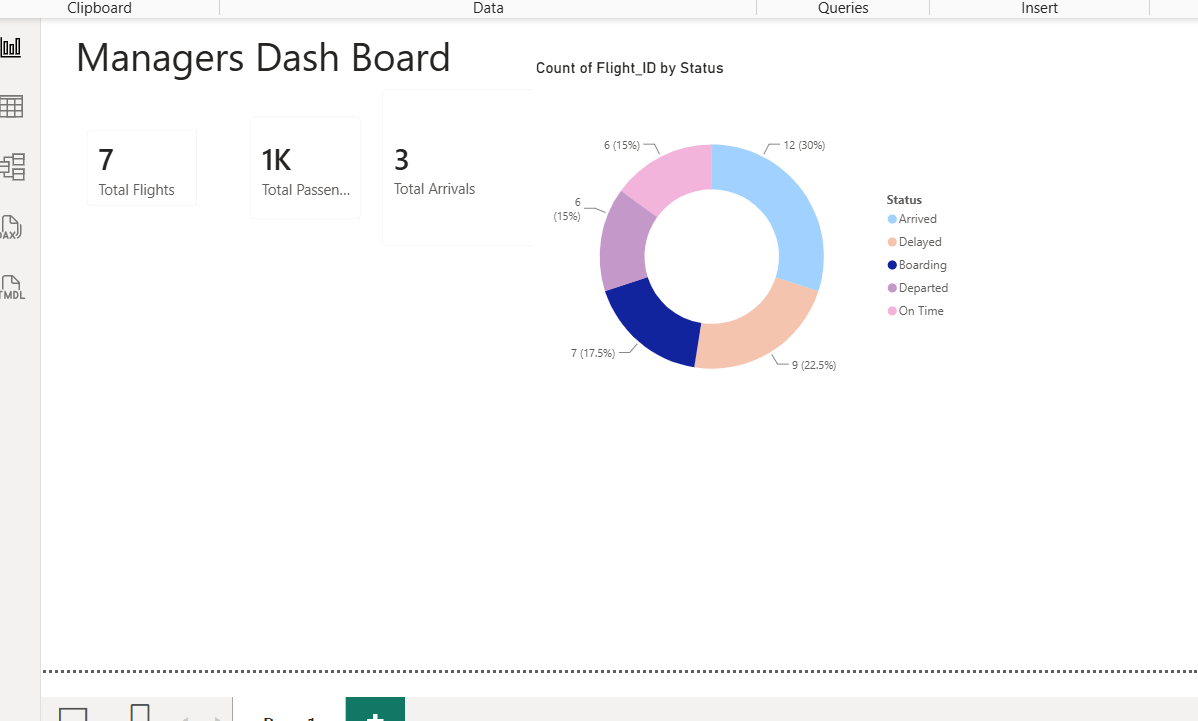 Clipboard
Data
Queries
Insert
Managers Dash Board
Count of Flight_ID by Status
7
Total Flights
1K
Total Passen...
3
Total Arrivals
6 (15%)
12 (30%)
6
(15%)
7 (17.5%)
9 (22.5%)
Status
Arrived
Delayed
Boarding
Departed
On Time
TMDL